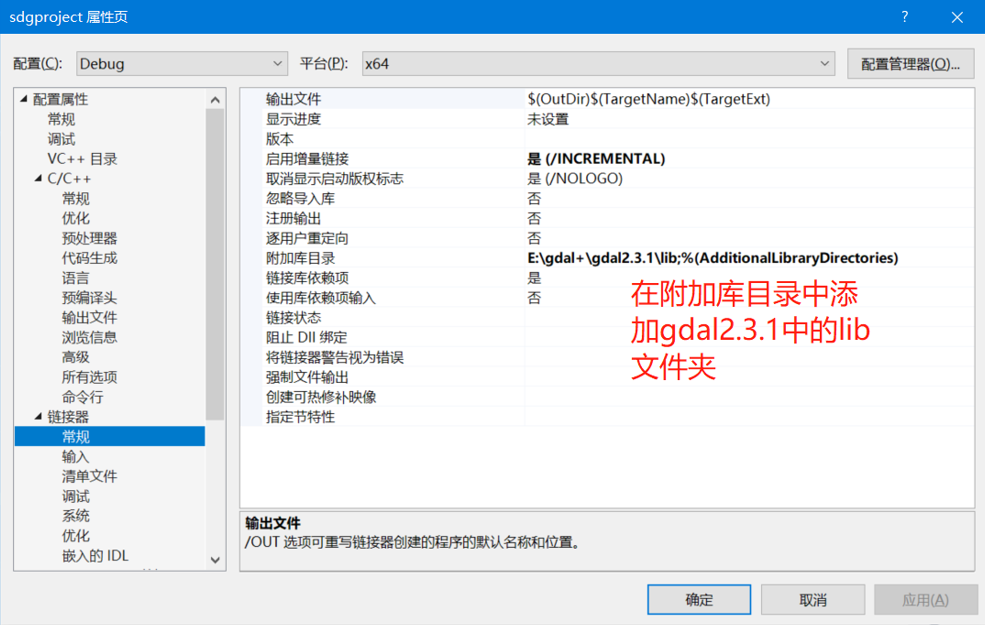 sdgproject 属性页
?
配置(C): Debug 平台(P): x64 配置管理器(O)...
配置属性
常规
调试
VC++ 目录
C/C++
常规
优化
预处理器
代码生成
语言
预编译头
输出文件
浏览信息
高级
所有选项
命令行
链接器
常规
输入
清单文件
调试
系统
优化
嵌入的 IDL
输出文件 $(OutDir)$(TargetName)$(TargetExt)
显示进度 未设置
版本
启用增量链接 是 (/INCREMENTAL)
取消显示启动版权标志 是 (/NOLOGO)
忽略导入库 否
注册输出 否
逐用户重定向 否
附加库目录 E:\gdal+\gdal2.3.1\lib;%(AdditionalLibraryDirectories)
链接库依赖项 是
使用库依赖项输入 否
链接状态
阻止 Dll 绑定
将链接器警告视为错误
强制文件输出
创建可热修补映像
指定节特性
在附加库目录中添
加gdal2.3.1中的lib
文件夹
输出文件
/OUT 选项可重写链接器创建的程序的默认名称和位置。
确定 取消 应用(A)